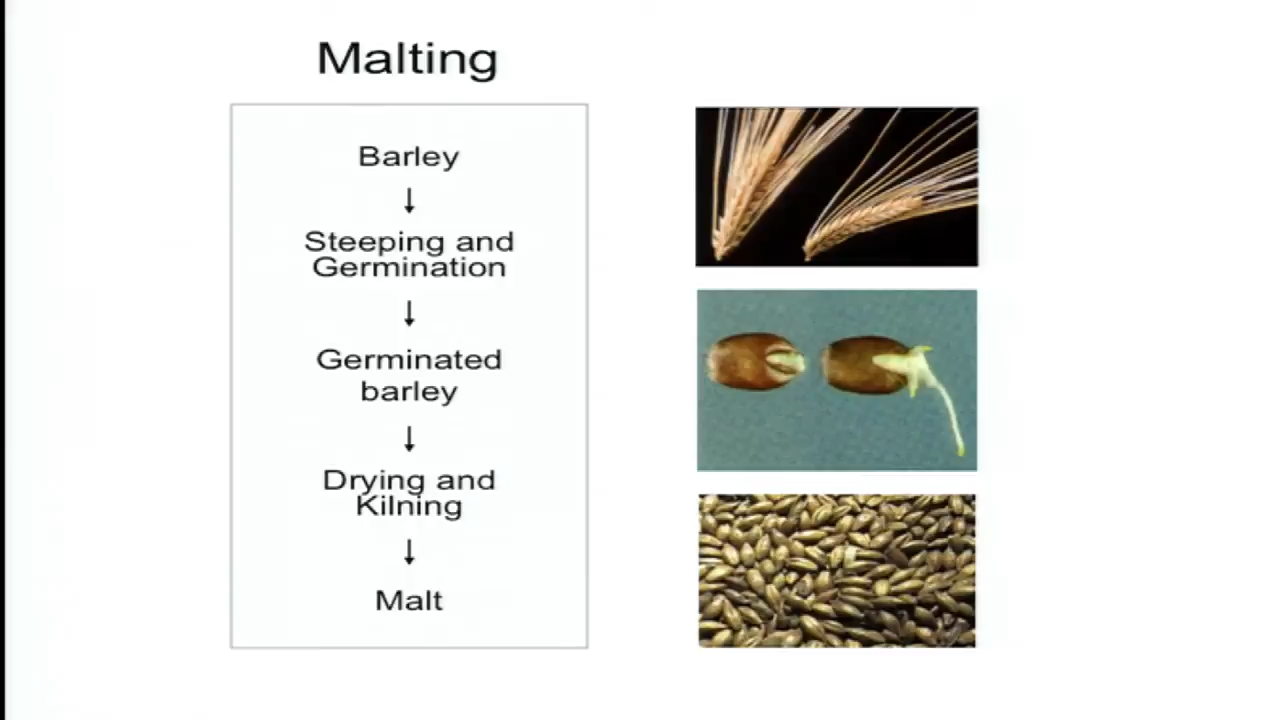 Malting
Barley
↓
Steeping and
Germination
↓
Germinated
barley
↓
Drying and
Kilning
↓
Malt